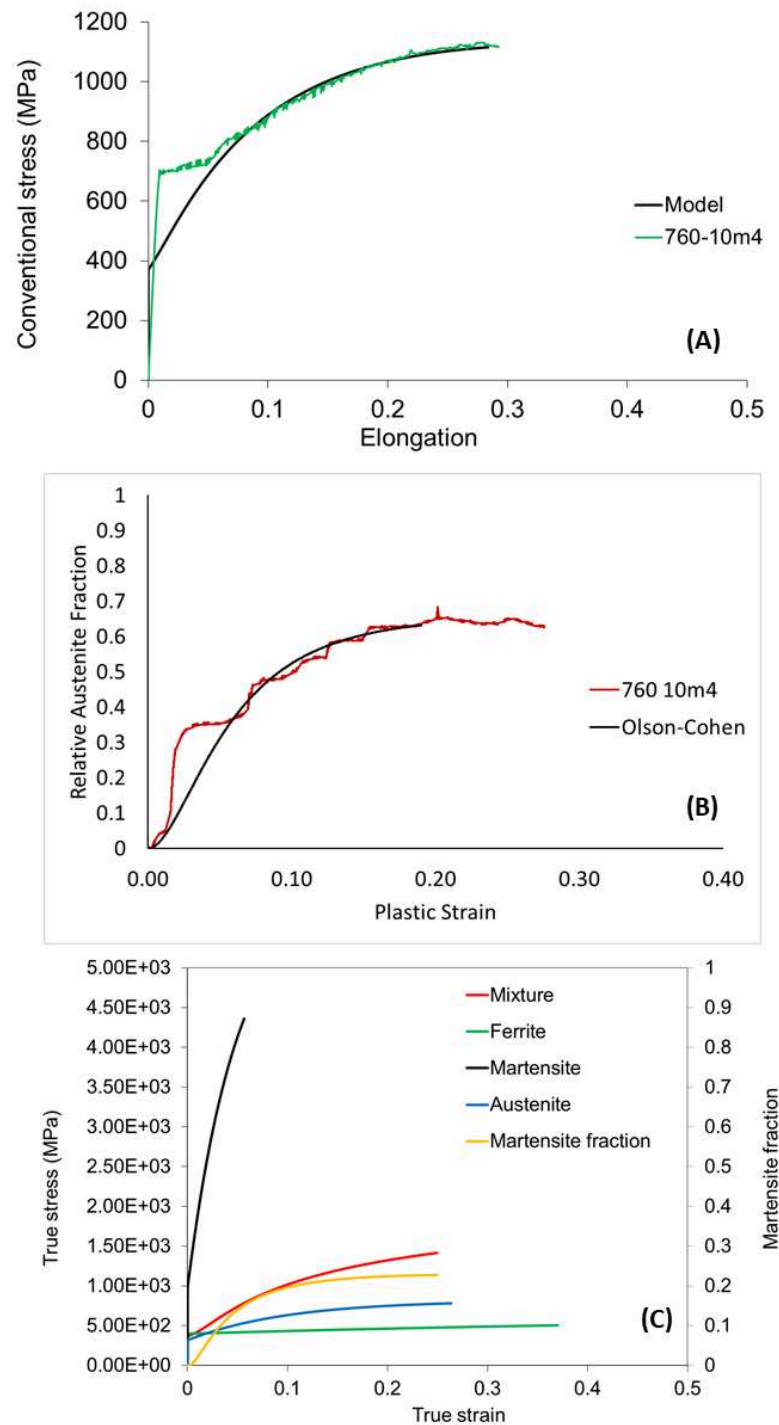 Conventional stress (MPa)
1200
1000
800
600
400
200
0
0 0.1 0.2 0.3 0.4 0.5
Elongation
Model
760-10m4
(A)
Relative Austenite Fraction
1
0.9
0.8
0.7
0.6
0.5
0.4
0.3
0.2
0.1
0
0.00 0.10 0.20 0.30 0.40
Plastic Strain
760 10m4
Olson-Cohen
(B)
True stress (MPa)
5.00E+03
4.50E+03
4.00E+03
3.50E+03
3.00E+03
2.50E+03
2.00E+03
1.50E+03
1.00E+03
5.00E+02
0.00E+00
0 0.1 0.2 0.3 0.4 0.5
True strain
Mixture
Ferrite
Martensite
Austenite
Martensite fraction
(C)
1
0.9
0.8
0.7
0.6
0.5
0.4
0.3
0.2
0.1
0
Martensite fraction